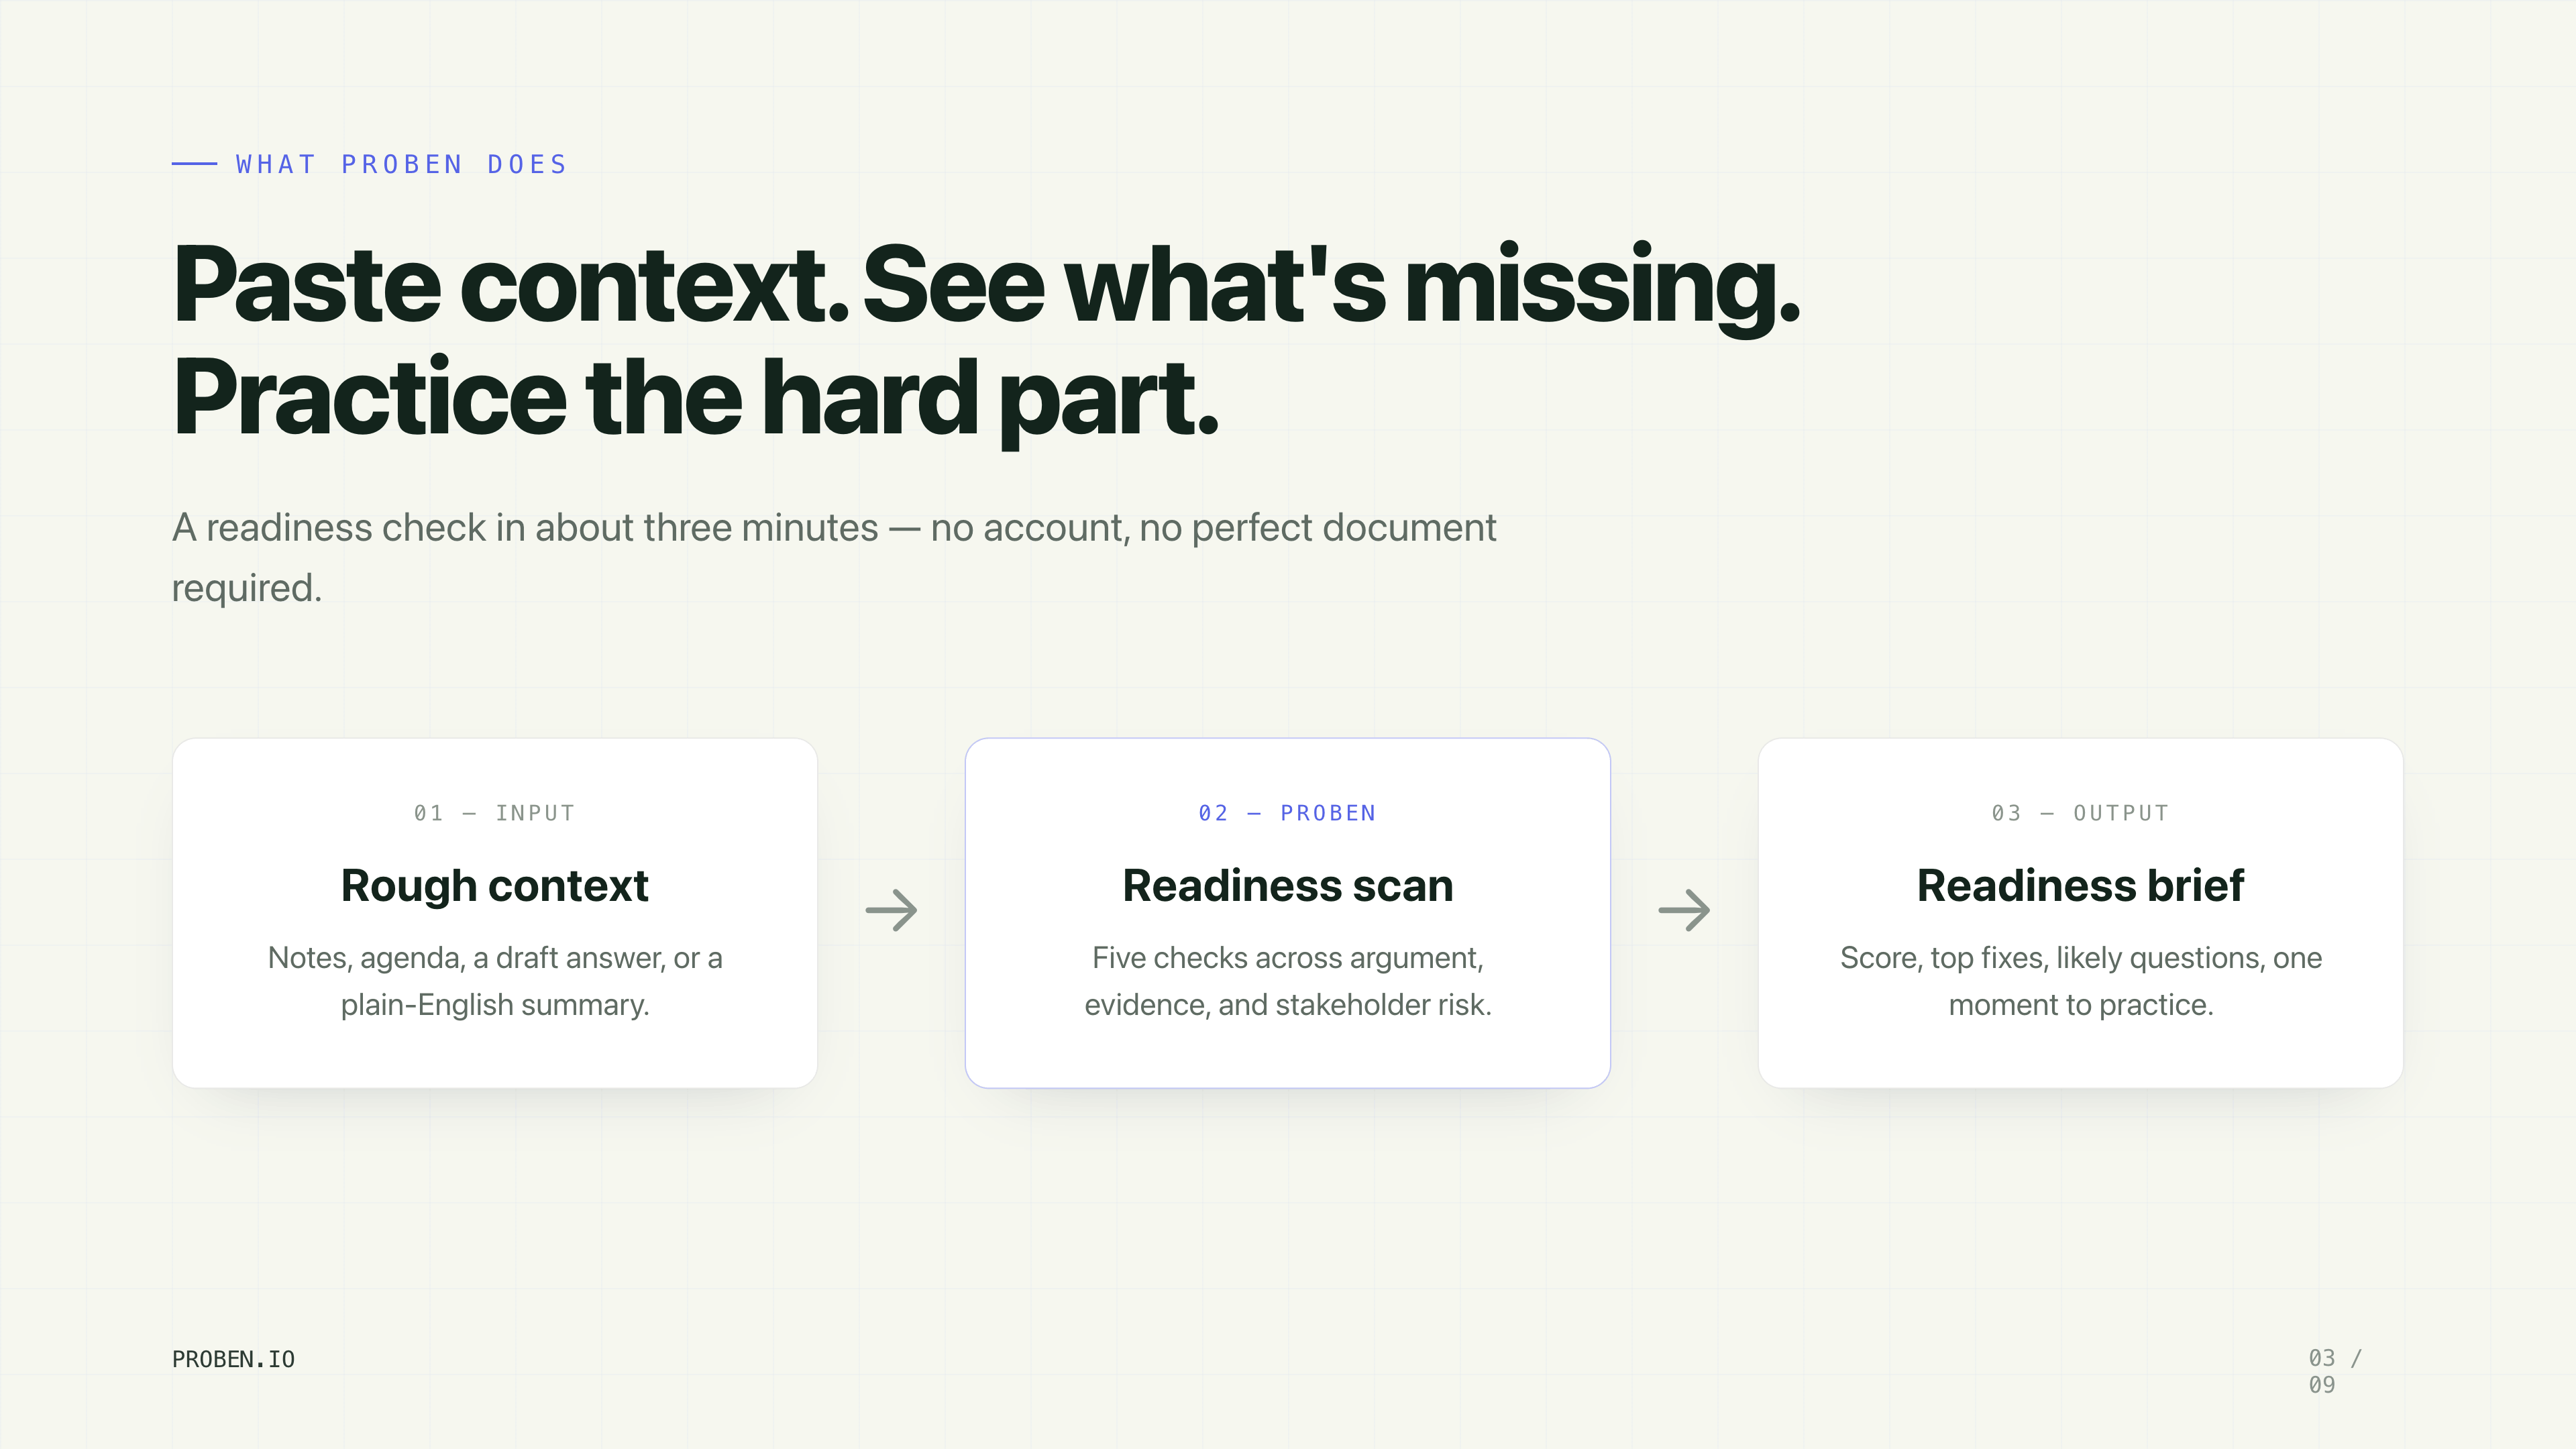 WHAT PROBEN DOES
Paste context. See what's missing.
Practice the hard part.
A readiness check in about three minutes — no account, no perfect document
required.
01 — INPUT
Rough context
Notes, agenda, a draft answer, or a
plain-English summary.
02 — PROBEN
Readiness scan
Five checks across argument,
evidence, and stakeholder risk.
03 — OUTPUT
Readiness brief
Score, top fixes, likely questions, one
moment to practice.
PROBEN.IO
03 /
09